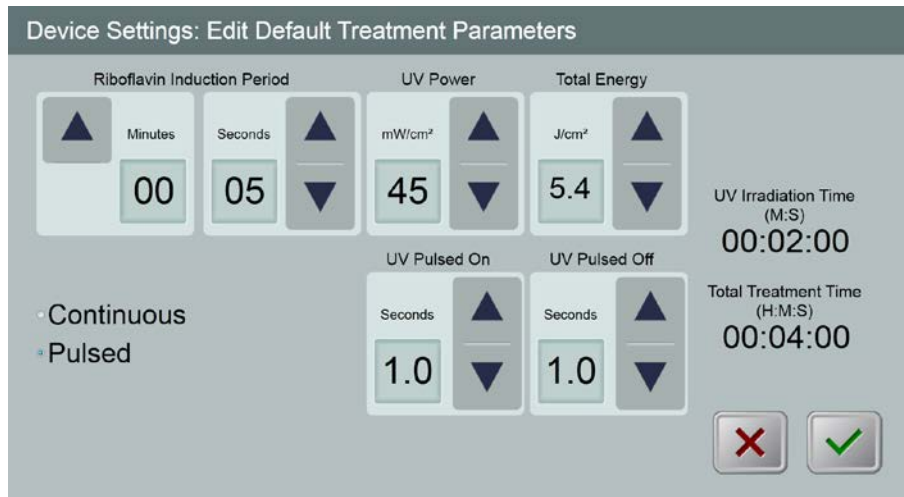 Device Settings: Edit Default Treatment Parameters
Riboflavin Induction Period
UV Power
Total Energy
Minutes
Seconds
mW/cm²
J/cm²
00
05
45
5.4
UV Irradiation Time
(M:S)
00:02:00
UV Pulsed On
UV Pulsed Off
Total Treatment Time
(H:M:S)
00:04:00
Continuous
Pulsed
Seconds
Seconds
1.0
1.0